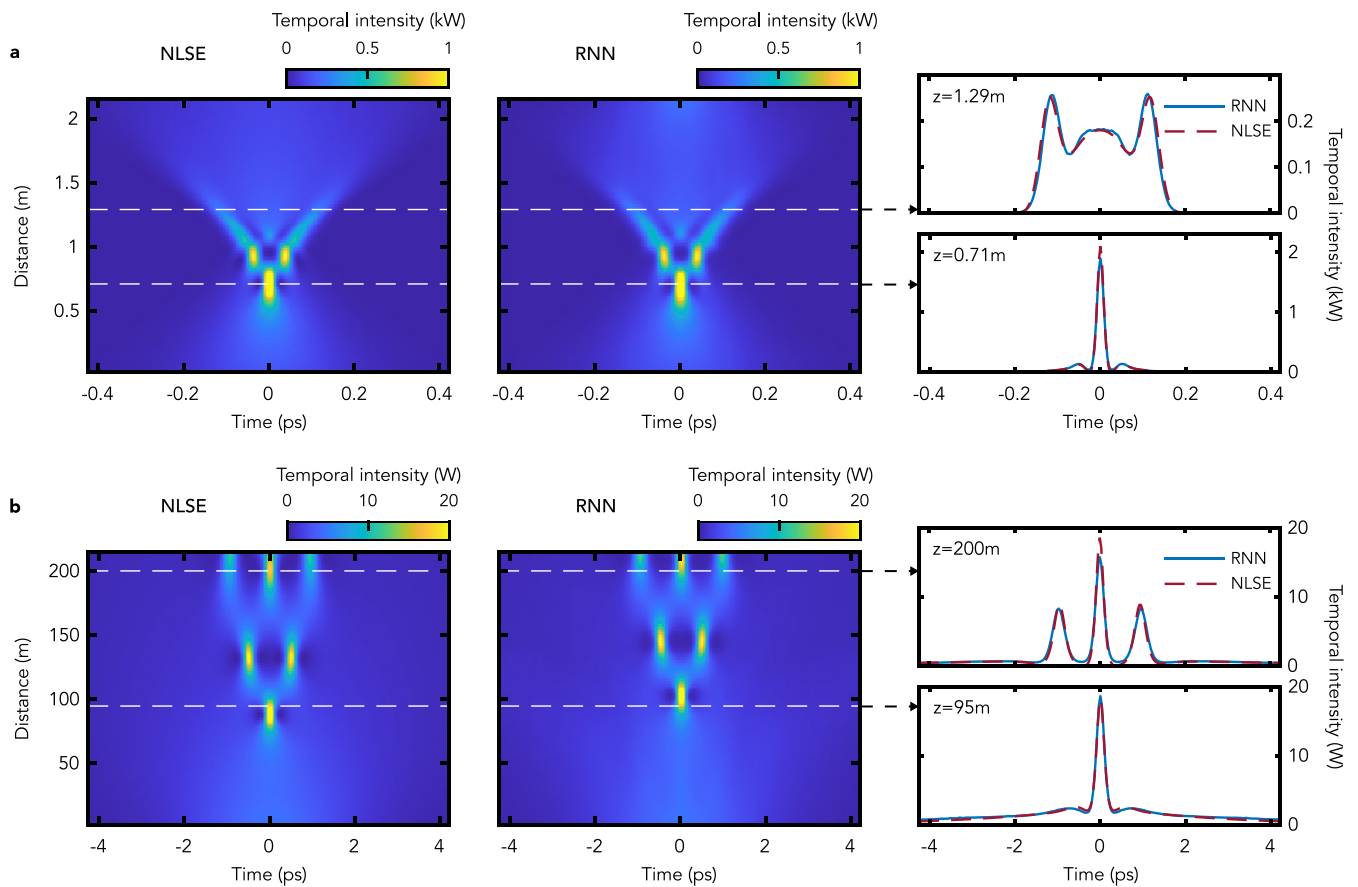 Temporal intensity (kW)
Temporal intensity (kW)
a
NLSE
0
0.5
1
RNN
0
0.5
1
2
1.5
1
0.5
Distance (m)
-0.4
-0.2
0
0.2
0.4
Time (ps)
-0.4
-0.2
0
0.2
0.4
Time (ps)
z=1.29m
RNN
NLSE
0.2
0.1
0
z=0.71m
2
1
0
Temporal intensity (kW)
-0.4
-0.2
0
0.2
0.4
Time (ps)
Temporal intensity (W)
Temporal intensity (W)
b
NLSE
0
10
20
RNN
0
10
20
200
150
100
50
Distance (m)
-4
-2
0
2
4
Time (ps)
-4
-2
0
2
4
Time (ps)
z=200m
RNN
NLSE
20
10
0
z=95m
20
10
0
Temporal intensity (W)
-4
-2
0
2
4
Time (ps)